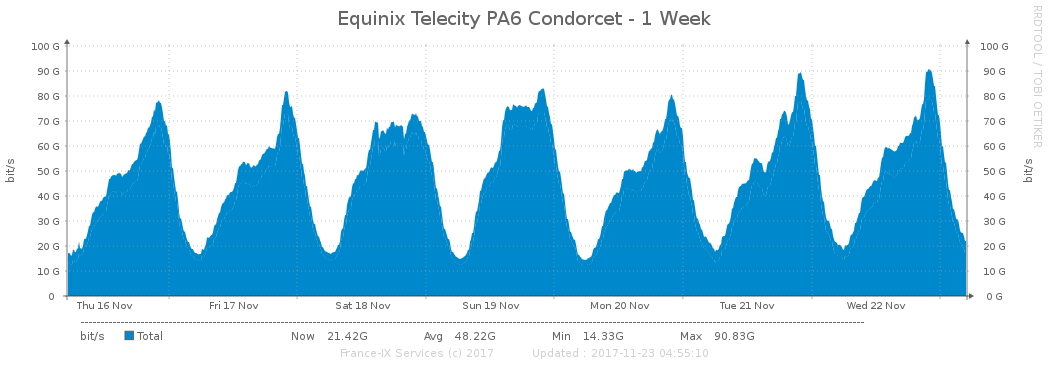 Equinix Telecity PA6 Condorcet - 1 Week
RRDTOOL / TOBI OETIKER
bit/s
100 G
90 G
80 G
70 G
60 G
50 G
40 G
30 G
20 G
10 G
0
100 G
90 G
80 G
70 G
60 G
50 G
40 G
30 G
20 G
10 G
0 G
bit/s
Thu 16 Nov Fri 17 Nov Sat 18 Nov Sun 19 Nov Mon 20 Nov Tue 21 Nov Wed 22 Nov
bit/s Total Now 21.42G Avg 48.22G Min 14.33G Max 90.83G
France-IX Services (c) 2017 Updated : 2017-11-23 04:55:10